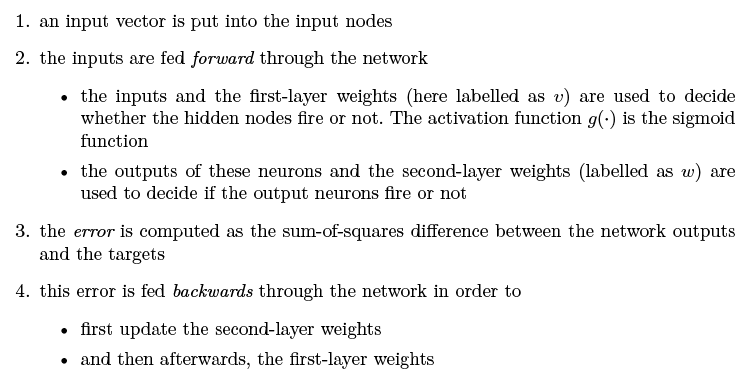 1. an input vector is put into the input nodes
2. the inputs are fed forward through the network
• the inputs and the first-layer weights (here labelled as v) are used to decide
whether the hidden nodes fire or not. The activation function g(·) is the sigmoid
function
• the outputs of these neurons and the second-layer weights (labelled as w) are
used to decide if the output neurons fire or not
3. the error is computed as the sum-of-squares difference between the network outputs
and the targets
4. this error is fed backwards through the network in order to
• first update the second-layer weights
• and then afterwards, the first-layer weights